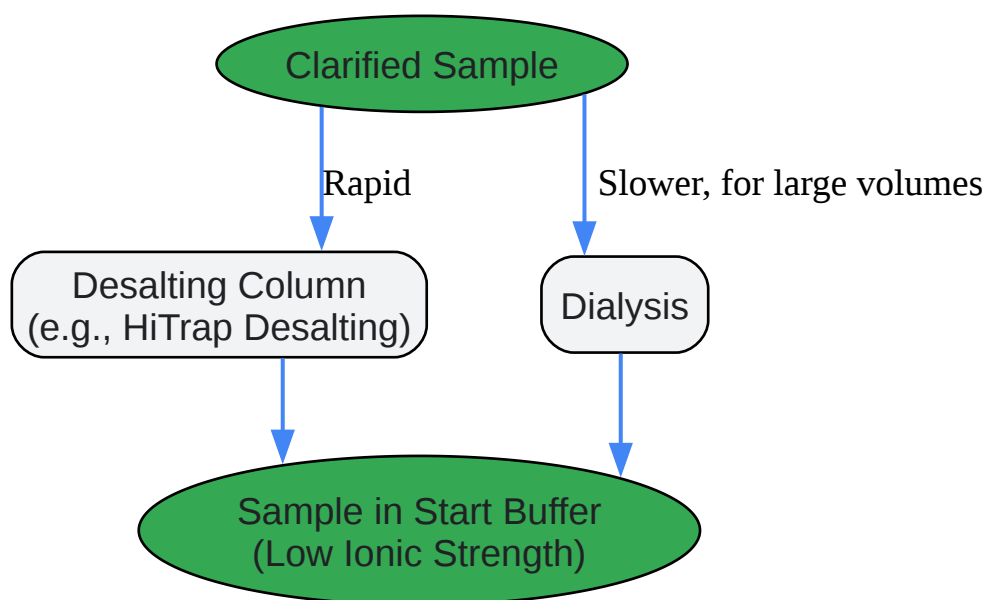 Clarified Sample
Rapid
Slower, for large volumes
Desalting Column
(e.g., HiTrap Desalting)
Dialysis
Sample in Start Buffer
(Low Ionic Strength)